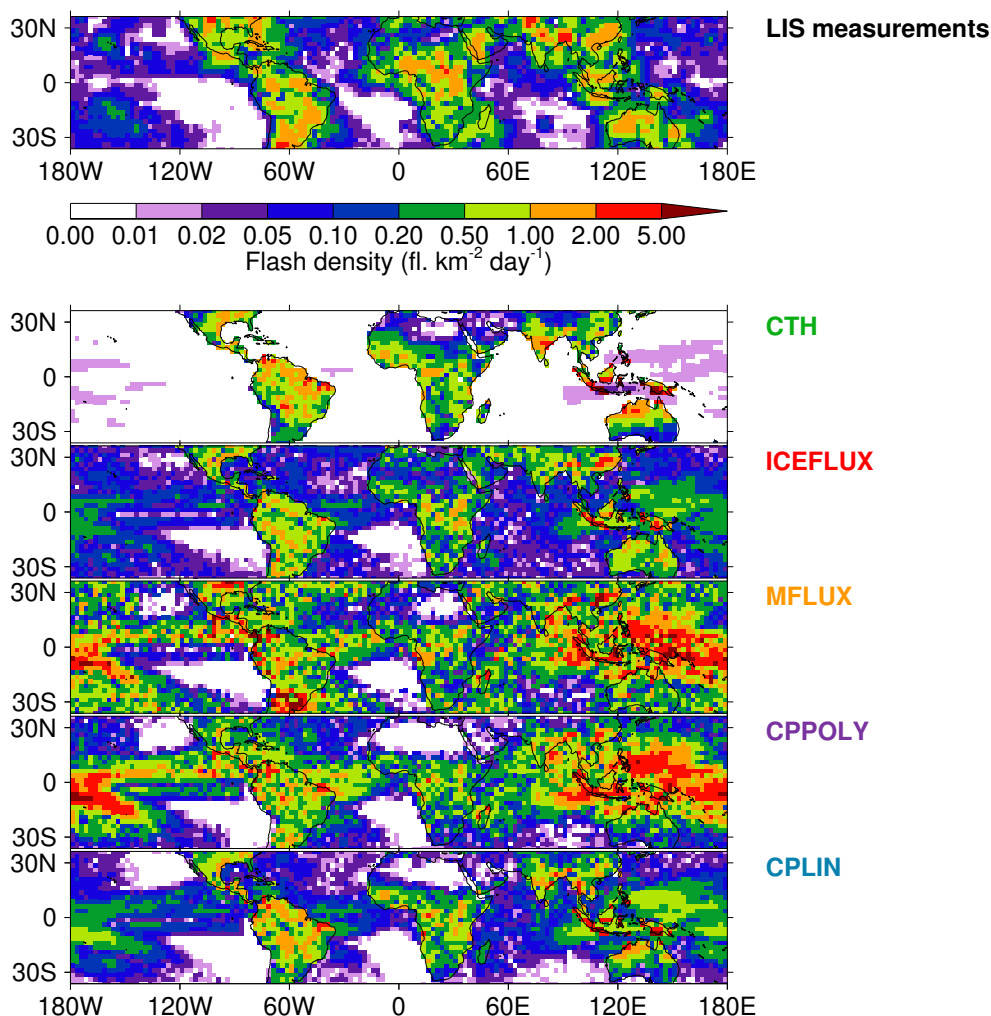 LIS measurements
30N
0
30S
180W 120W 60W 0 60E 120E 180E
0.00 0.01 0.02 0.05 0.10 0.20 0.50 1.00 2.00 5.00
Flash density (fl. km⁻² day⁻¹)
CTH
30N
0
30S
ICEFLUX
30N
0
30S
MFLUX
30N
0
30S
CPPOLY
30N
0
30S
CPLIN
30N
0
30S
180W 120W 60W 0 60E 120E 180E